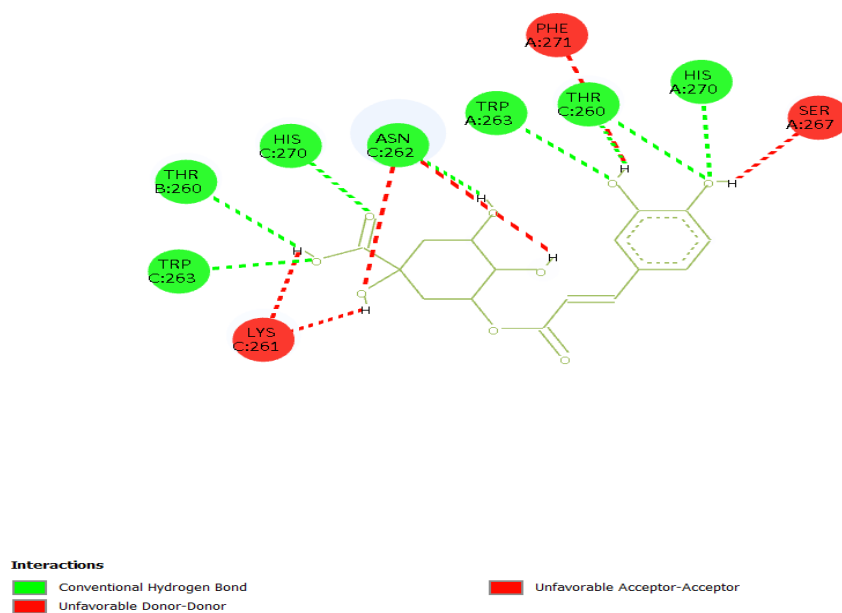 PHE
A:271
HIS
A:270
THR
C:260
TRP
A:263
SER
A:267
ASN
C:262
HIS
C:270
THR
B:260
TRP
C:263
LYS
C:261
H
O
O
H
H
O
H
O
H
O
O
O
H
O
O
Interactions
Conventional Hydrogen Bond
Unfavorable Donor-Donor
Unfavorable Acceptor-Acceptor